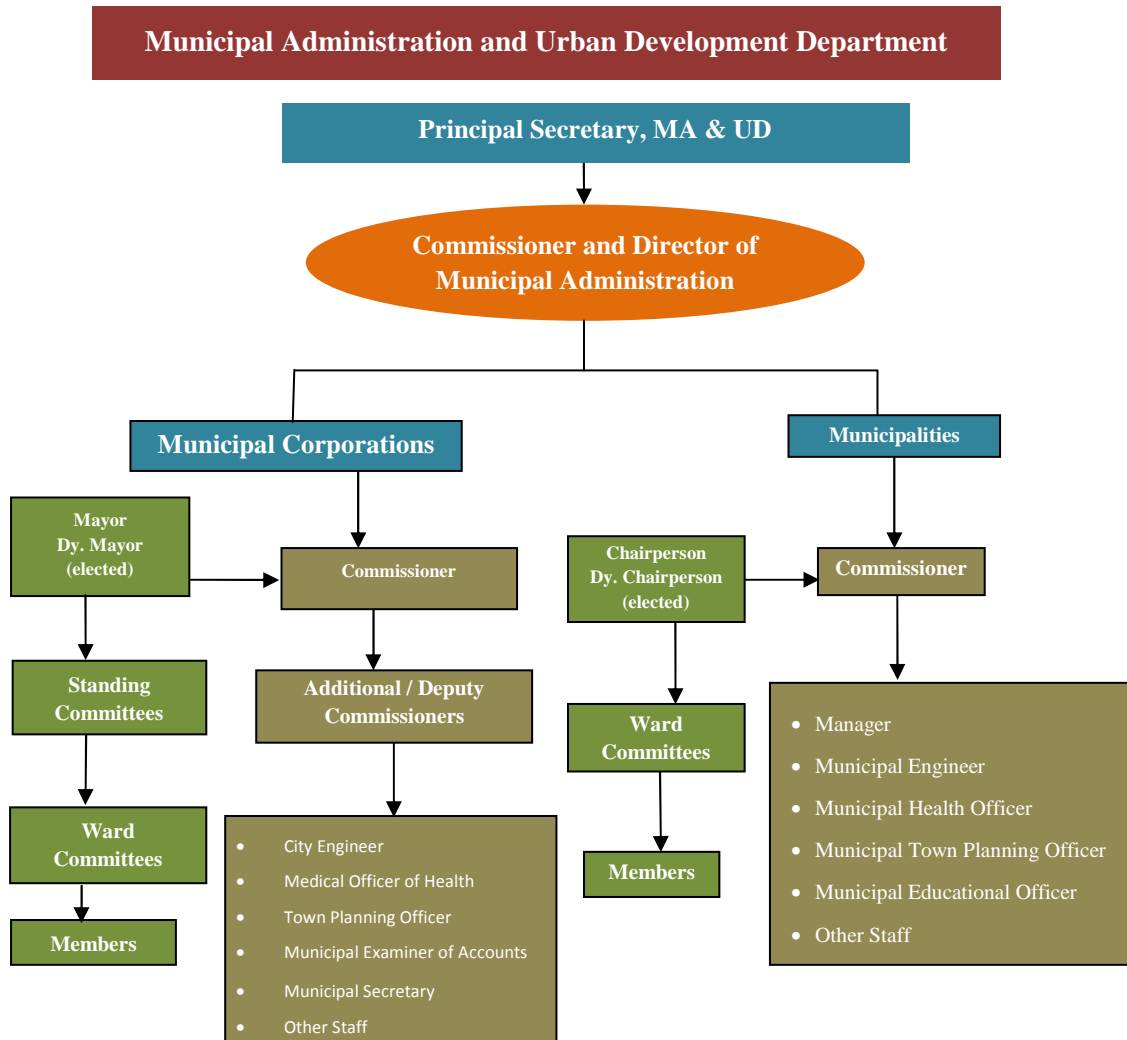 Municipal Administration and Urban Development Department
Principal Secretary, MA & UD
Commissioner and Director of
Municipal Administration
Municipal Corporations
Municipalities
Mayor
Dy. Mayor
(elected)
Commissioner
Chairperson
Dy. Chairperson
(elected)
Commissioner
Standing
Committees
Additional / Deputy
Commissioners
Ward
Committees
• Manager
• Municipal Engineer
• Municipal Health Officer
• Municipal Town Planning Officer
• Municipal Educational Officer
• Other Staff
Ward
Committees
• City Engineer
• Medical Officer of Health
• Town Planning Officer
• Municipal Examiner of Accounts
• Municipal Secretary
• Other Staff
Members
Members